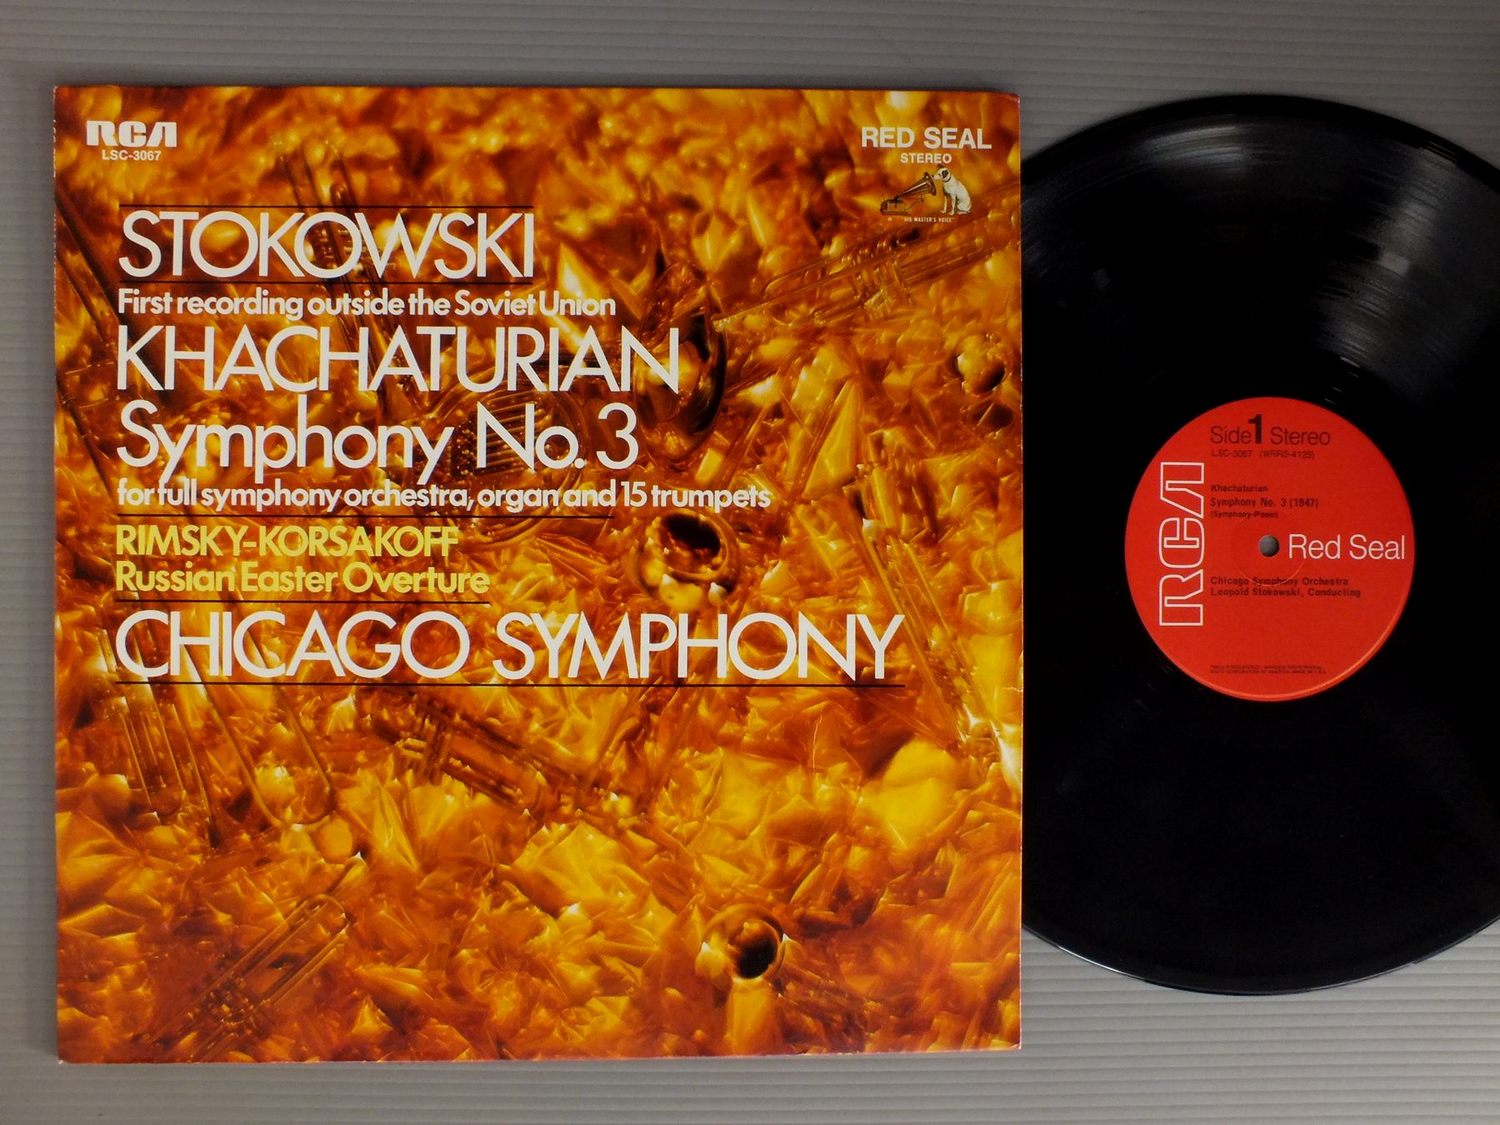 RCA
LSC-3067
RED SEAL
STEREO
"HIS MASTER'S VOICE"
STOKOWSKI
First recording outside the Soviet Union
KHACHATURIAN
Symphony No. 3
for full symphony orchestra, organ and 15 trumpets
RIMSKY-KORSAKOFF
Russian Easter Overture
CHICAGO SYMPHONY
Side 1 Stereo
LSC-3067 (WRRS-4125)
Khachaturian
Symphony No. 3 (1947)
(Symphony-Poem)
RCA
Red Seal
Chicago Symphony Orchestra
Leopold Stokowski, Conducting